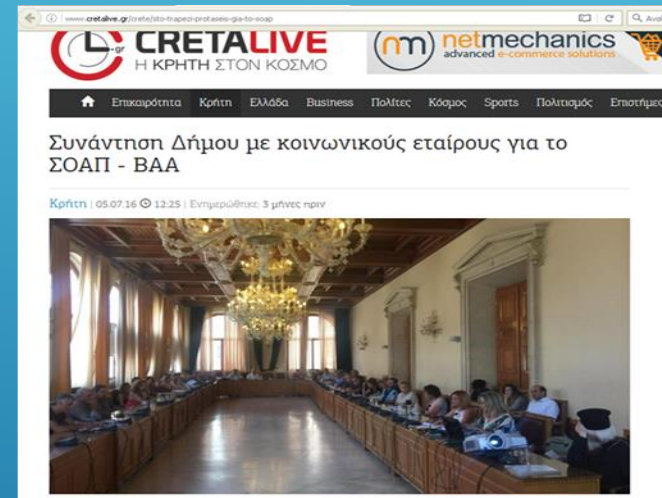 www.cretalive.gr/crete/sto-trapezi-protaseis-gia-to-soap
.gr CRETALIVE
Η ΚΡΗΤΗ ΣΤΟΝ ΚΟΣΜΟ
netmechanics
advanced e-commerce solutions
Επικαιρότητα Κρήτη Ελλάδα Business Πολίτες Κόσμος Sports Πολιτισμός Επιστήμες
Συνάντηση Δήμου με κοινωνικούς εταίρους για το
ΣΟΑΠ - ΒΑΑ
Κρήτη | 05.07.16 12:25 | Ενημερώθηκε: 3 μήνες πριν